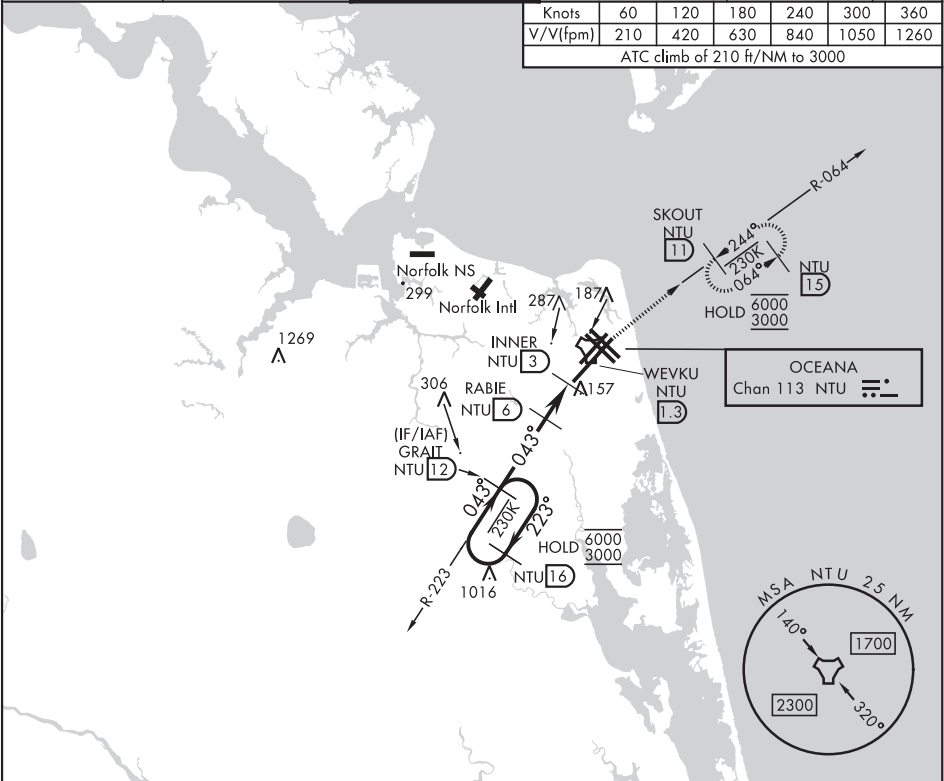 Knots 60 120 180 240 300 360
V/V(fpm) 210 420 630 840 1050 1260
ATC climb of 210 ft/NM to 3000
R-064
SKOUT
NTU
11
244°
230K
064°
NTU
15
HOLD 6000
3000
Norfolk NS
299
Norfolk Intl
287
187
1269
INNER
NTU 3
OCEANA
Chan 113 NTU
WEVKU
NTU
1.3
157
306
RABIE
NTU 6
(IF/IAF)
GRAIT
NTU 12
043°
043°
230K
223°
HOLD 6000
3000
NTU 16
1016
R-223
MSA NTU 25 NM
140°
1700
2300
320°